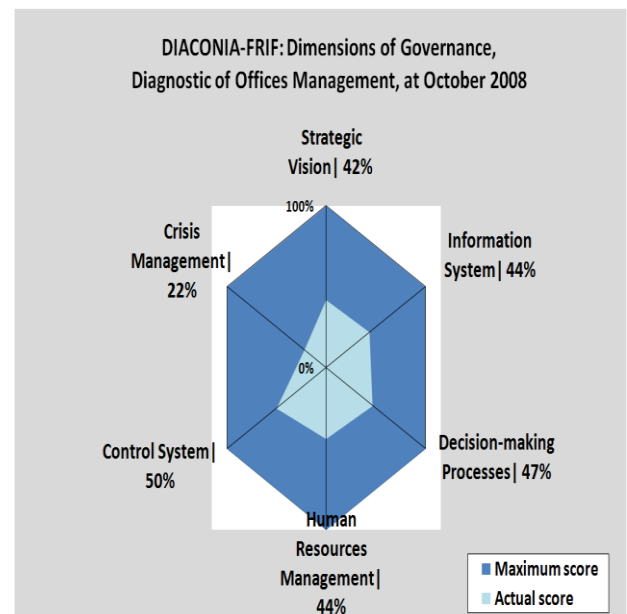 DIACONIA-FRIF: Dimensions of Governance,
Diagnostic of Offices Management, at October 2008
Strategic
Vision| 42%
100%
Information
System| 44%
Crisis
Management|
22%
0%
Decision-making
Processes| 47%
Control System|
50%
Human
Resources
Management|
44%
Maximum score
Actual score